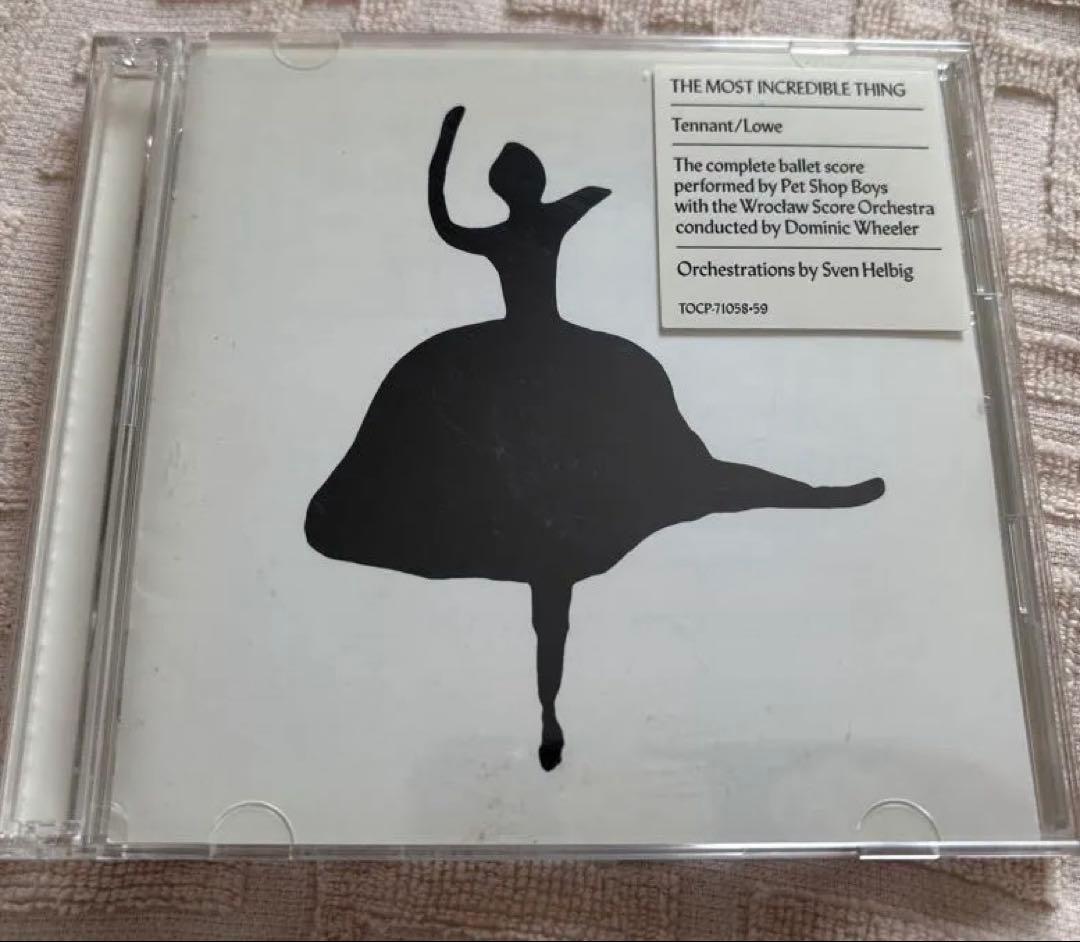 THE MOST INCREDIBLE THING
Tennant/Lowe
The complete ballet score
performed by Pet Shop Boys
with the Wrocław Score Orchestra
conducted by Dominic Wheeler
Orchestrations by Sven Helbig
TOCP-71058•59